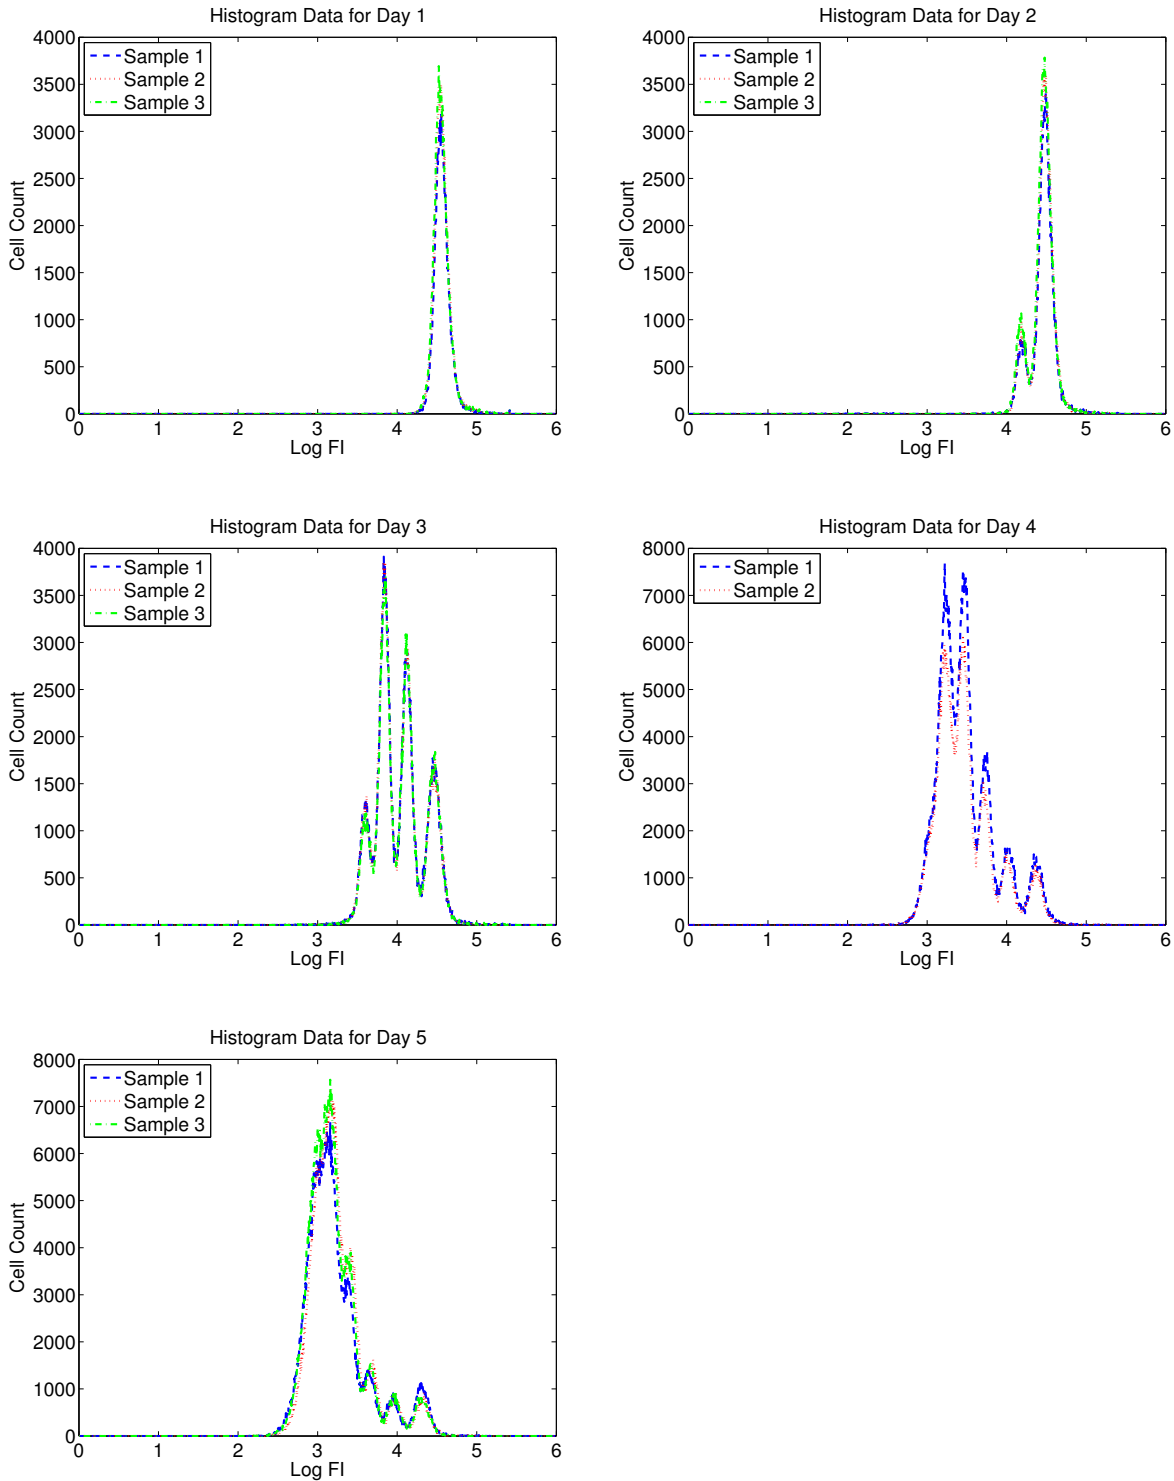 Histogram Data for Day 1
4000
3500
3000
2500
2000
1500
1000
500
0
Cell Count
Sample 1
Sample 2
Sample 3
0 1 2 3 4 5 6
Log FI
Histogram Data for Day 2
4000
3500
3000
2500
2000
1500
1000
500
0
Cell Count
Sample 1
Sample 2
Sample 3
0 1 2 3 4 5 6
Log FI
Histogram Data for Day 3
4000
3500
3000
2500
2000
1500
1000
500
0
Cell Count
Sample 1
Sample 2
Sample 3
0 1 2 3 4 5 6
Log FI
Histogram Data for Day 4
8000
7000
6000
5000
4000
3000
2000
1000
0
Cell Count
Sample 1
Sample 2
0 1 2 3 4 5 6
Log FI
Histogram Data for Day 5
8000
7000
6000
5000
4000
3000
2000
1000
0
Cell Count
Sample 1
Sample 2
Sample 3
0 1 2 3 4 5 6
Log FI